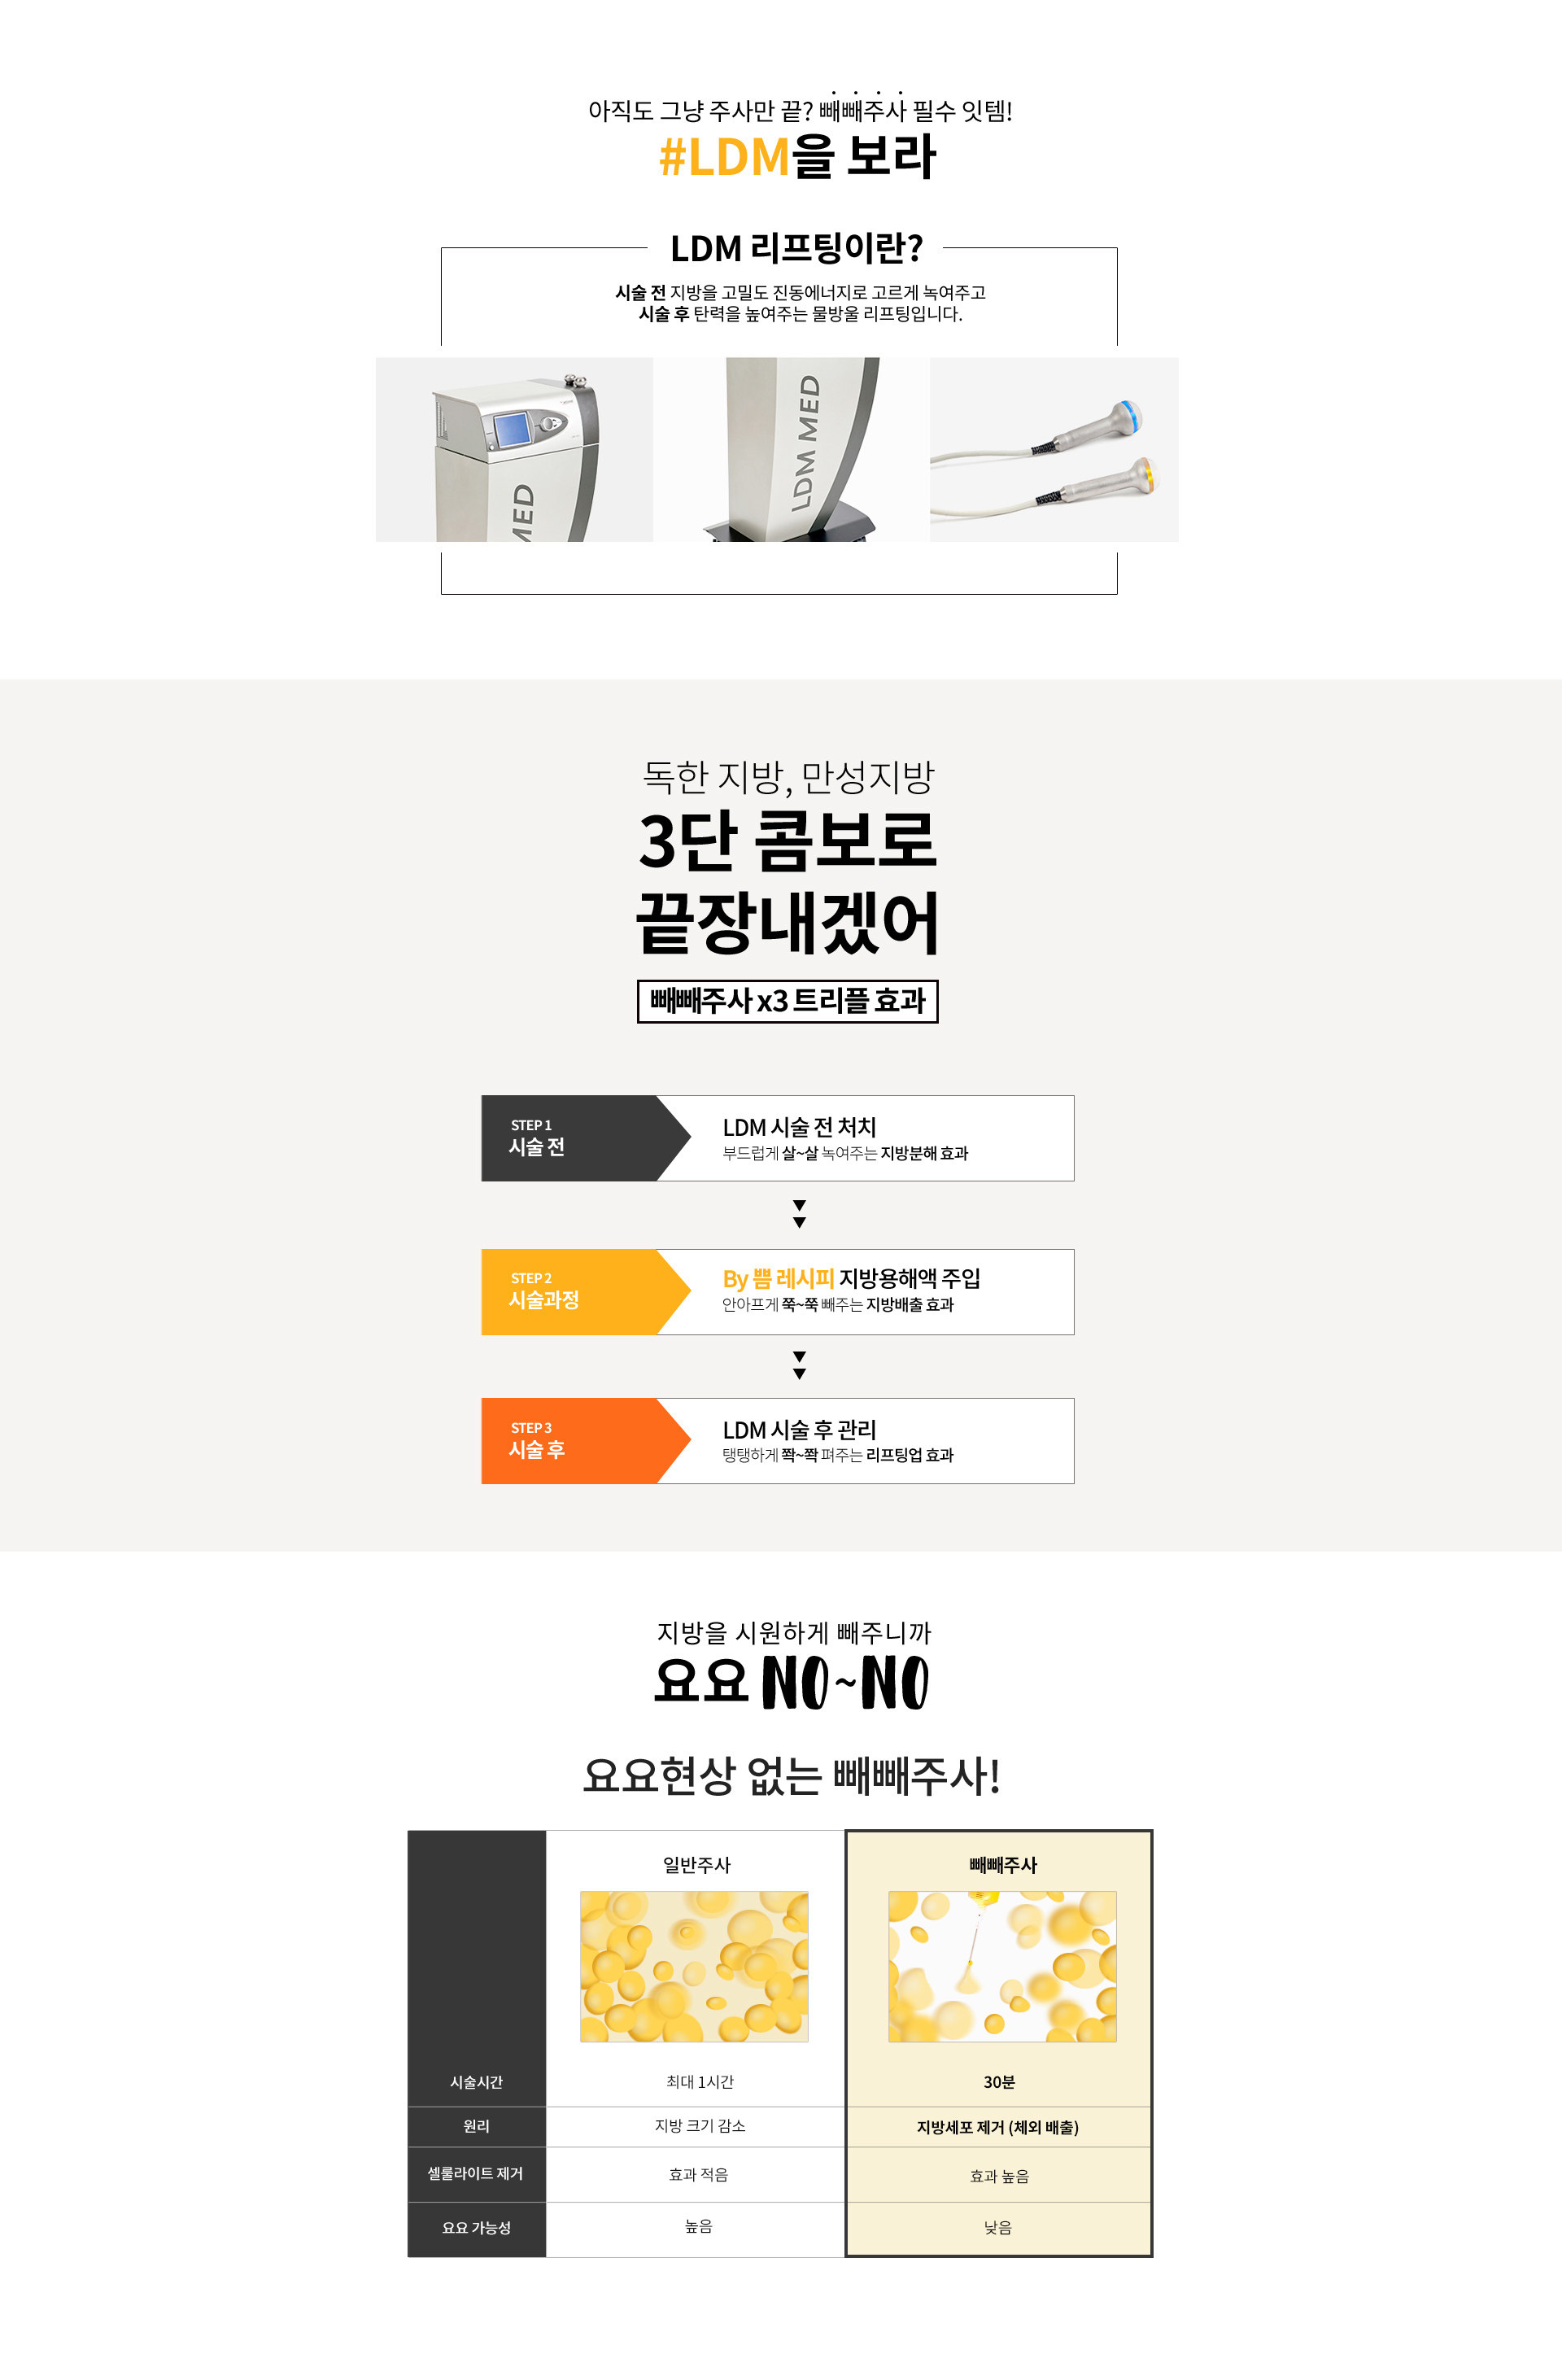 아직도 그냥 주사만 끝? 빼빼주사 필수 잇템!
#LDM을 보라
LDM 리프팅이란?
시술 전 지방을 고밀도 진동에너지로 고르게 녹여주고
시술 후 탄력을 높여주는 물방울 리프팅입니다.
MED
LDM MED
독한 지방, 만성지방
3단 콤보로
끝장내겠어
빼빼주사 x3 트리플 효과
STEP 1
시술 전
LDM 시술 전 처치
부드럽게 살~살 녹여주는 지방분해 효과
STEP 2
시술과정
By 쁨 레시피 지방용해액 주입
안아프게 쭉~쭉 빼주는 지방배출 효과
STEP 3
시술 후
LDM 시술 후 관리
탱탱하게 쫙~쫙 펴주는 리프팅업 효과
지방을 시원하게 빼주니까
요요 NO~NO
요요현상 없는 빼빼주사!
일반주사 빼빼주사
시술시간 최대 1시간 30분
원리 지방 크기 감소 지방세포 제거 (체외 배출)
셀룰라이트 제거 효과 적음 효과 높음
요요 가능성 높음 낮음